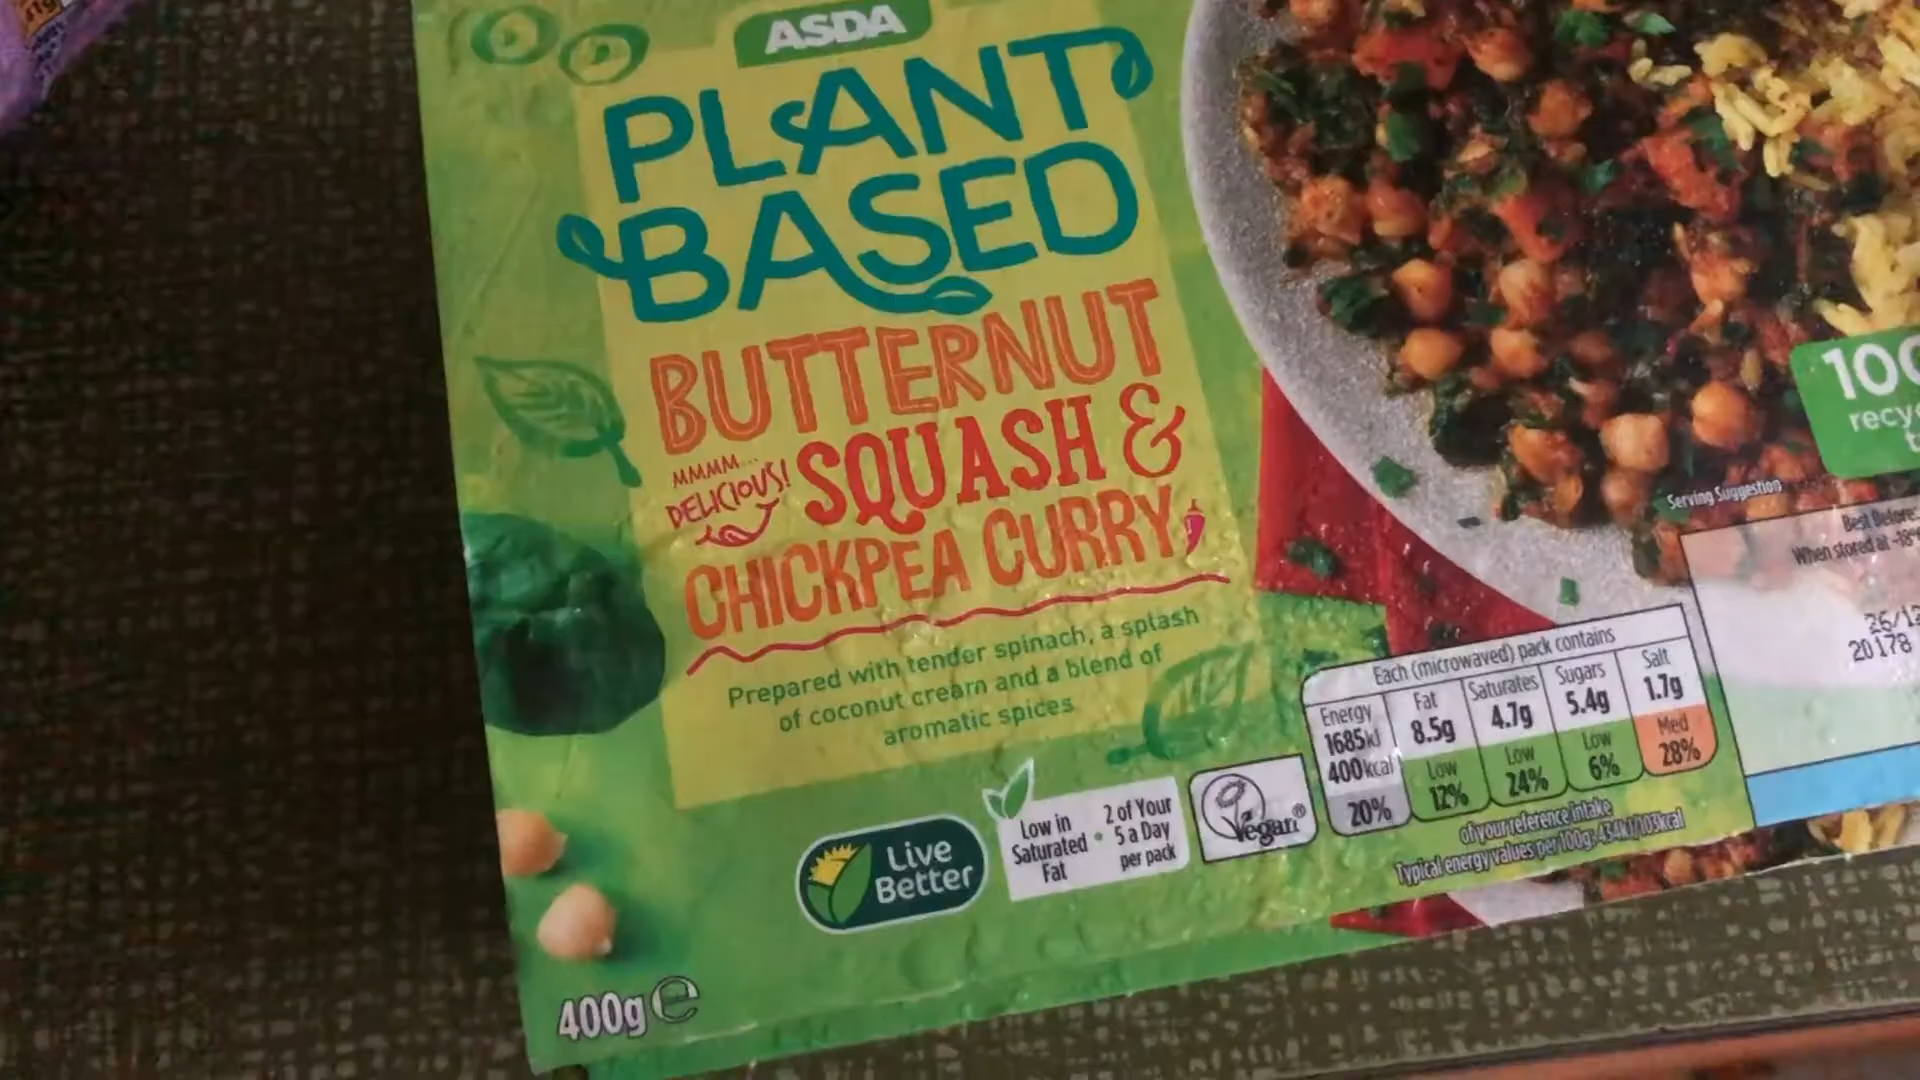 ASDA
PLANT
BASED
BUTTERNUT
MMMM...
DELICIOUS!
SQUASH &
CHICKPEA CURRY
Prepared with tender spinach, a splash
of coconut cream and a blend of
aromatic spices
Live
Better
Low in
Saturated
Fat
•
2 of Your
5 a Day
per pack
Vegan®
Each (microwaved) pack contains
Energy
1685kJ
400kcal
20%
Fat
8.5g
Low
12%
Saturates
4.7g
Low
24%
Sugars
5.4g
Low
6%
Salt
1.7g
Med
28%
of your reference intake
Typical energy values per 100g: 434kJ/103kcal
Serving Suggestion
Best Before:
When stored at -18°
26/12
20178
100
400g e